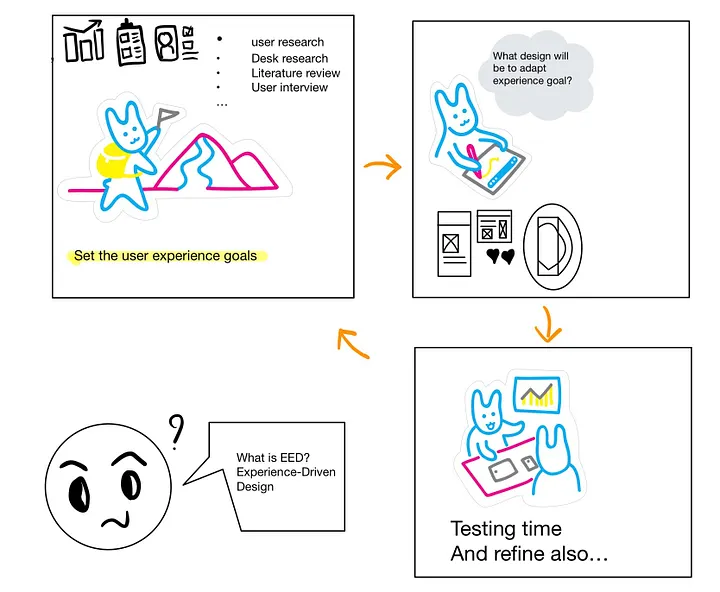 • user research
• Desk research
• Literature review
• User interview
...
Set the user experience goals
What design will
be to adapt
experience goal?
Testing time
And refine also...
?
What is EED?
Experience-Driven
Design